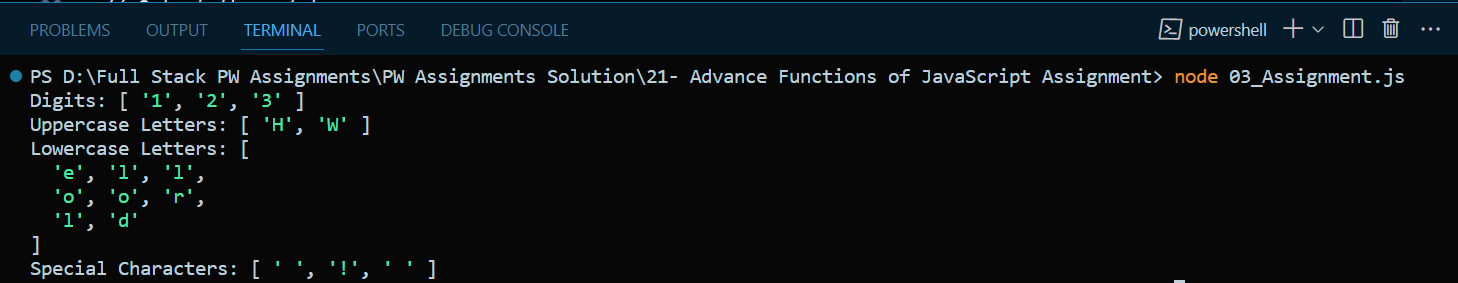 PROBLEMS OUTPUT TERMINAL PORTS DEBUG CONSOLE powershell
PS D:\Full Stack PW Assignments\PW Assignments Solution\21- Advance Functions of JavaScript Assignment> node 03_Assignment.js
Digits: [ '1', '2', '3' ]
Uppercase Letters: [ 'H', 'W' ]
Lowercase Letters: [
  'e', 'l', 'l',
  'o', 'o', 'r',
  'l', 'd'
]
Special Characters: [ ' ', '!', ' ' ]